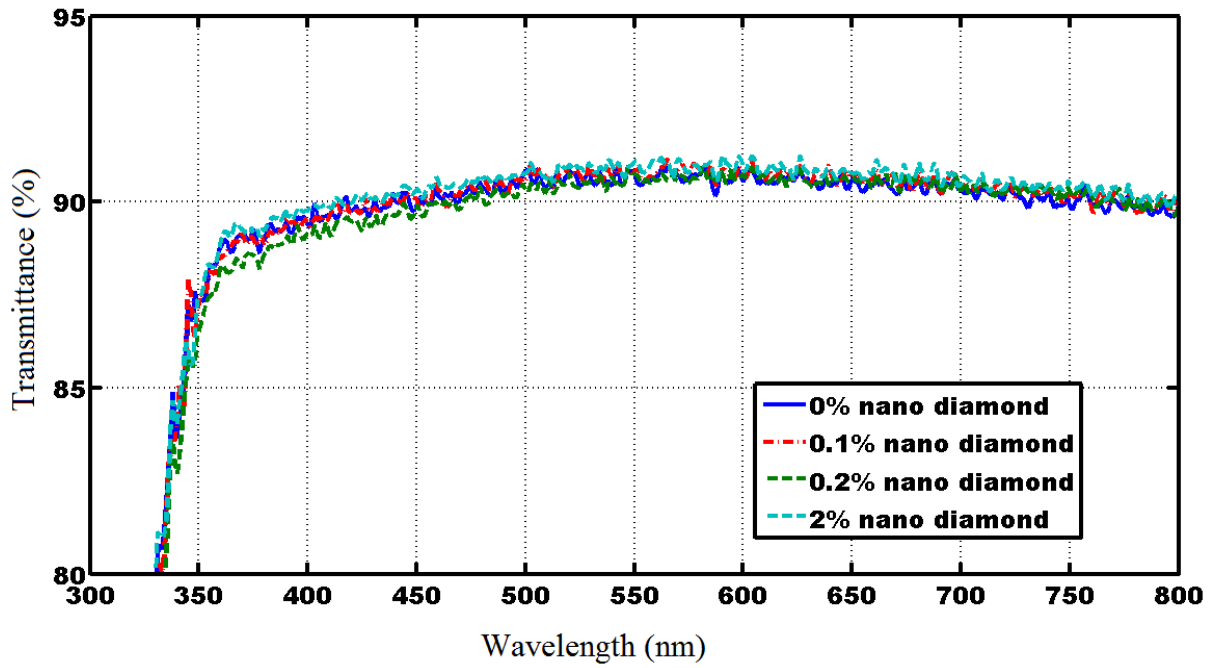 95
90
85
80
Transmittance (%)
0% nano diamond
0.1% nano diamond
0.2% nano diamond
2% nano diamond
300 350 400 450 500 550 600 650 700 750 800
Wavelength (nm)